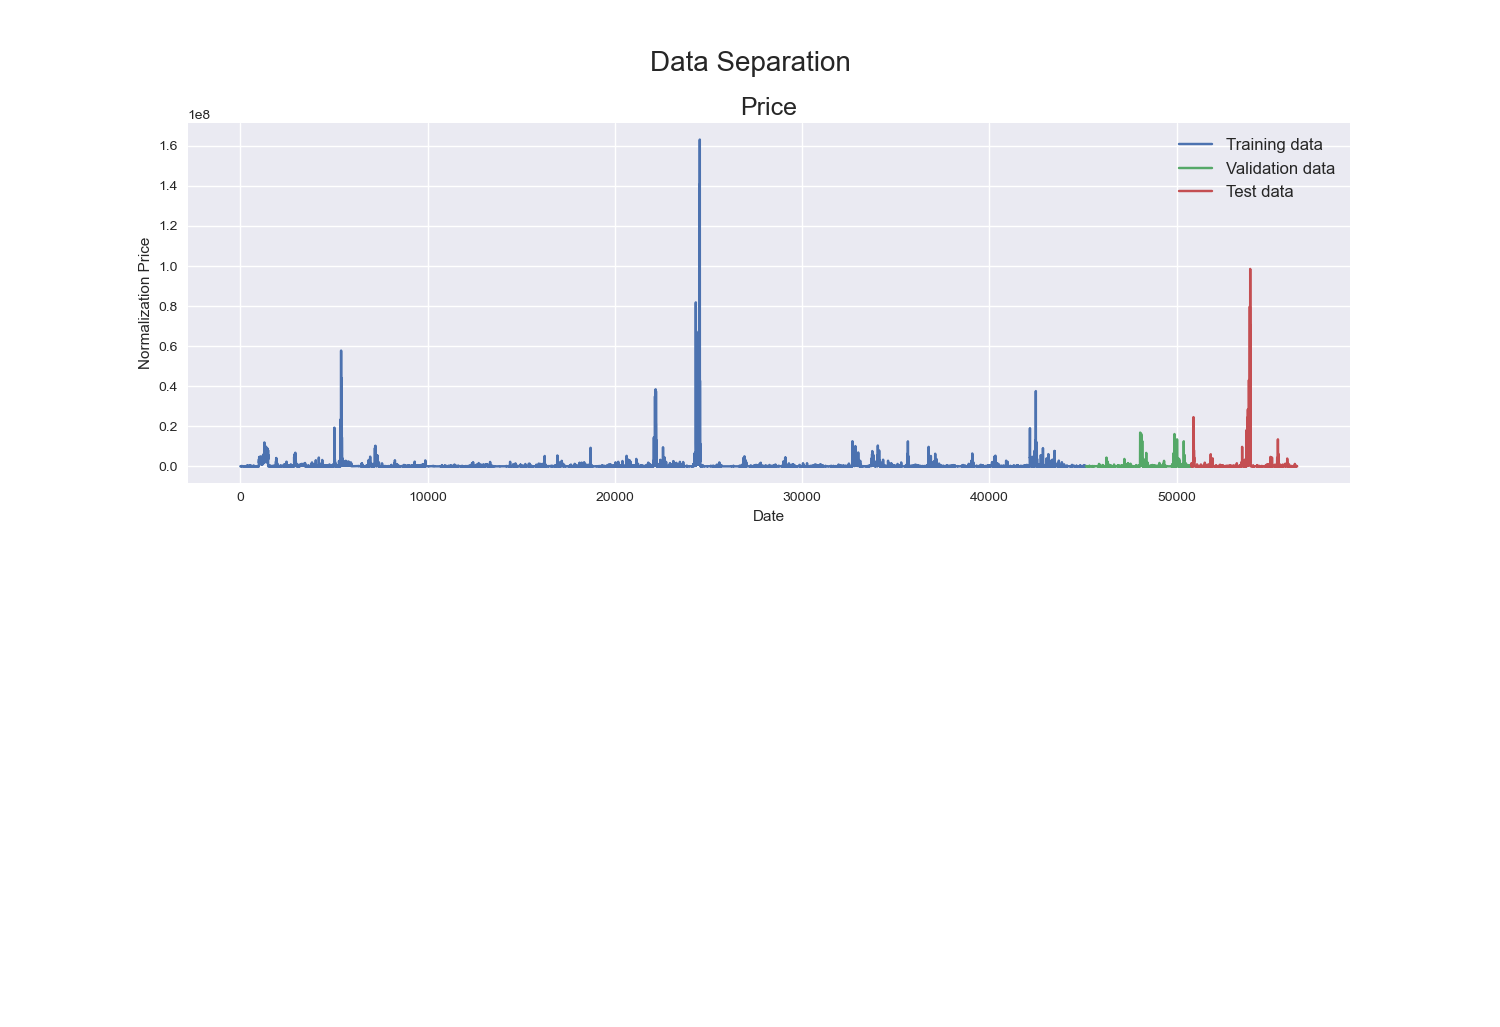 Data Separation
Price
1e8
Training data
Validation data
Test data
1.6
1.4
1.2
1.0
0.8
0.6
0.4
0.2
0.0
Normalization Price
0 10000 20000 30000 40000 50000
Date